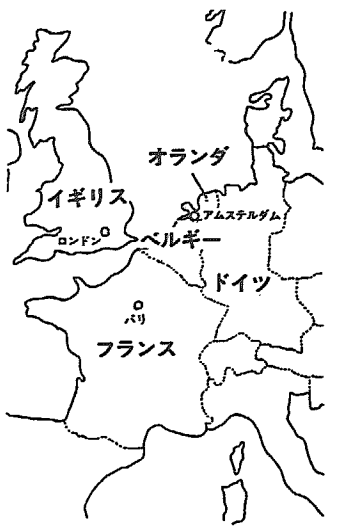 オランダ
イギリス
アムステルダム
ロンドン
ベルギー
ドイツ
パリ
フランス